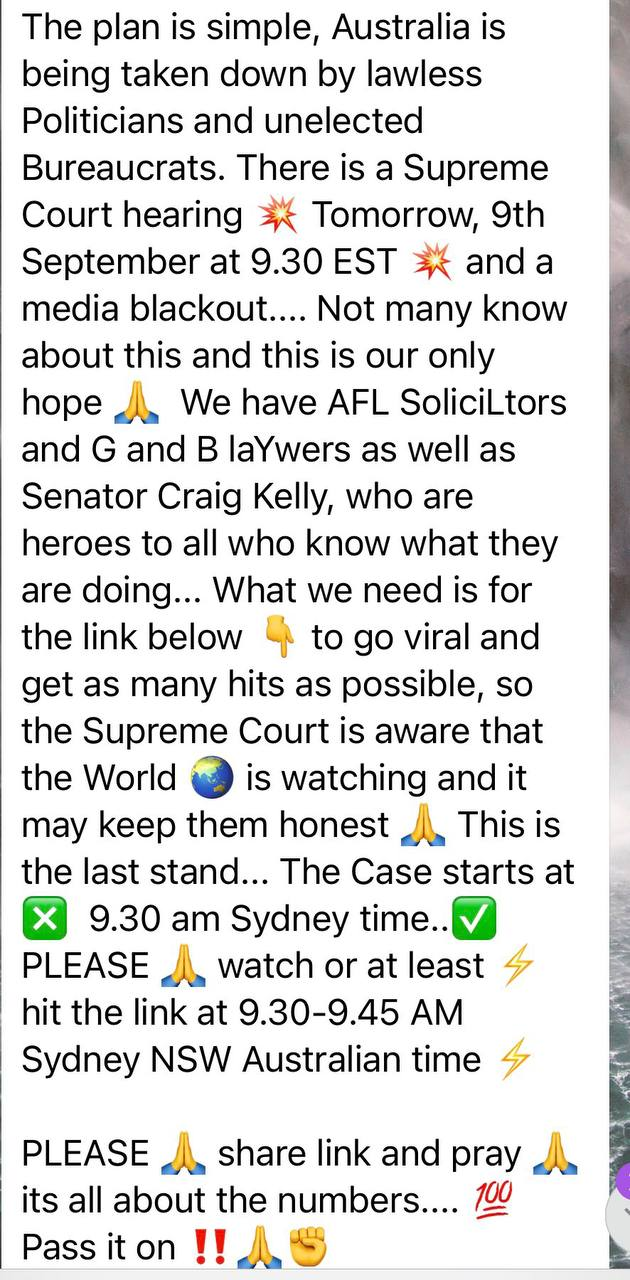 The plan is simple, Australia is
being taken down by lawless
Politicians and unelected
Bureaucrats. There is a Supreme
Court hearing 💥 Tomorrow, 9th
September at 9.30 EST 💥 and a
media blackout.... Not many know
about this and this is our only
hope 🙏 We have AFL SoliciLtors
and G and B laYwers as well as
Senator Craig Kelly, who are
heroes to all who know what they
are doing... What we need is for
the link below 👇 to go viral and
get as many hits as possible, so
the Supreme Court is aware that
the World 🌏 is watching and it
may keep them honest 🙏 This is
the last stand... The Case starts at
❎ 9.30 am Sydney time..✅
PLEASE 🙏 watch or at least ⚡
hit the link at 9.30-9.45 AM
Sydney NSW Australian time ⚡
PLEASE 🙏 share link and pray 🙏
its all about the numbers.... 💯
Pass it on ‼️🙏✊